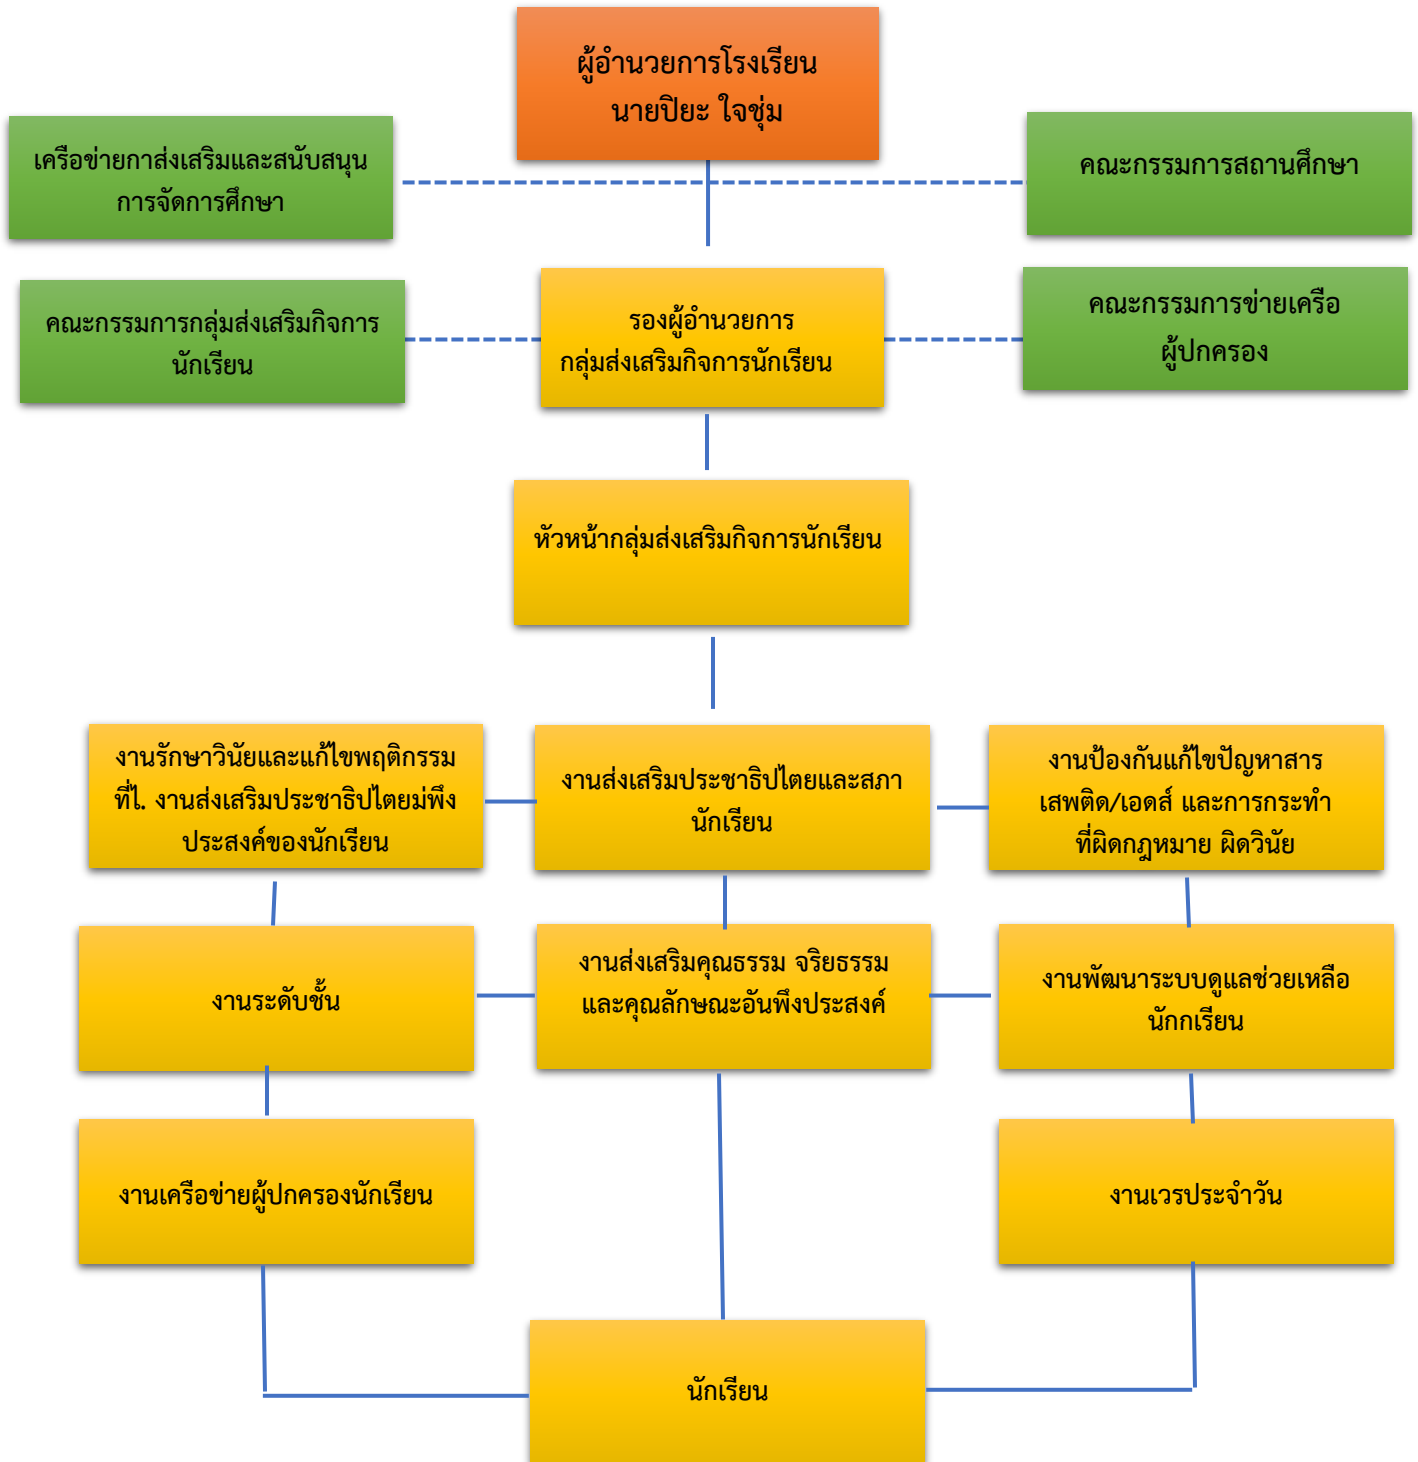 ผู้อำนวยการโรงเรียน
นายปิยะ ใจชุ่ม
เครือข่ายกาส่งเสริมและสนับสนุน
การจัดการศึกษา
คณะกรรมการสถานศึกษา
คณะกรรมการกลุ่มส่งเสริมกิจการ
นักเรียน
รองผู้อำนวยการ
กลุ่มส่งเสริมกิจการนักเรียน
คณะกรรมการข่ายเครือ
ผู้ปกครอง
หัวหน้ากลุ่มส่งเสริมกิจการนักเรียน
งานรักษาวินัยและแก้ไขพฤติกรรม
ที่ไ. งานส่งเสริมประชาธิปไตยม่พึง
ประสงค์ของนักเรียน
งานส่งเสริมประชาธิปไตยและสภา
นักเรียน
งานป้องกันแก้ไขปัญหาสาร
เสพติด/เอดส์ และการกระทำ
ที่ผิดกฎหมาย ผิดวินัย
งานระดับชั้น
งานส่งเสริมคุณธรรม จริยธรรม
และคุณลักษณะอันพึงประสงค์
งานพัฒนาระบบดูแลช่วยเหลือ
นักกเรียน
งานเครือข่ายผู้ปกครองนักเรียน
งานเวรประจำวัน
นักเรียน